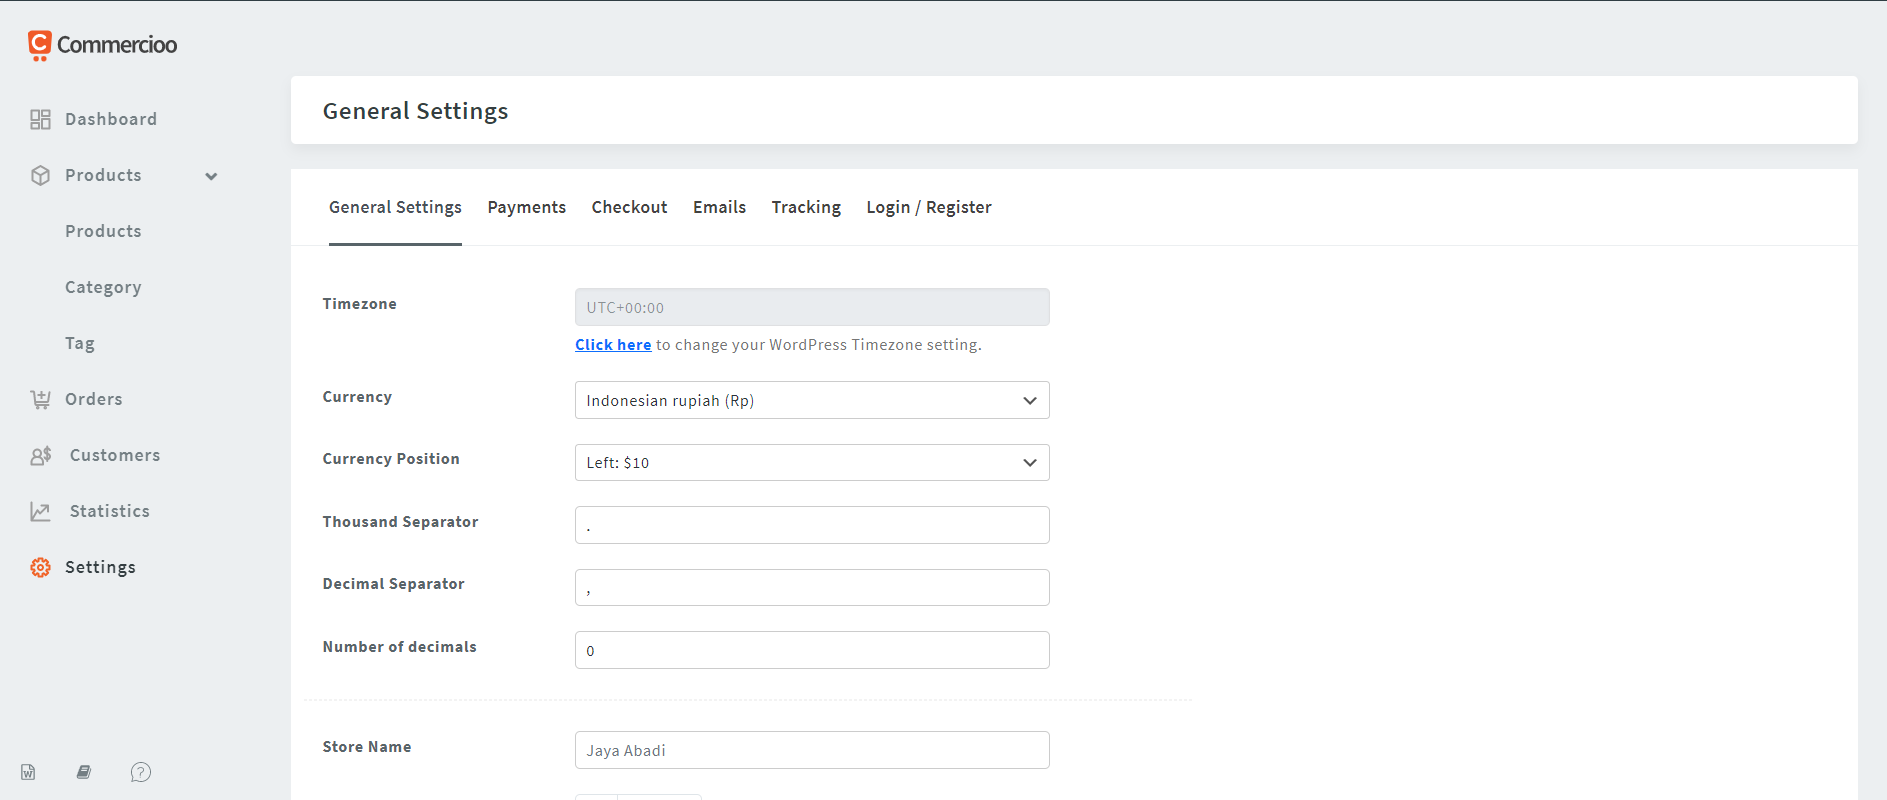 Commercioo
Dashboard
Products
Products
Category
Tag
Orders
Customers
Statistics
Settings
General Settings
General Settings Payments Checkout Emails Tracking Login / Register
Timezone
UTC+00:00
Click here to change your WordPress Timezone setting.
Currency
Indonesian rupiah (Rp)
Currency Position
Left: $10
Thousand Separator
.
Decimal Separator
,
Number of decimals
0
Store Name
Jaya Abadi